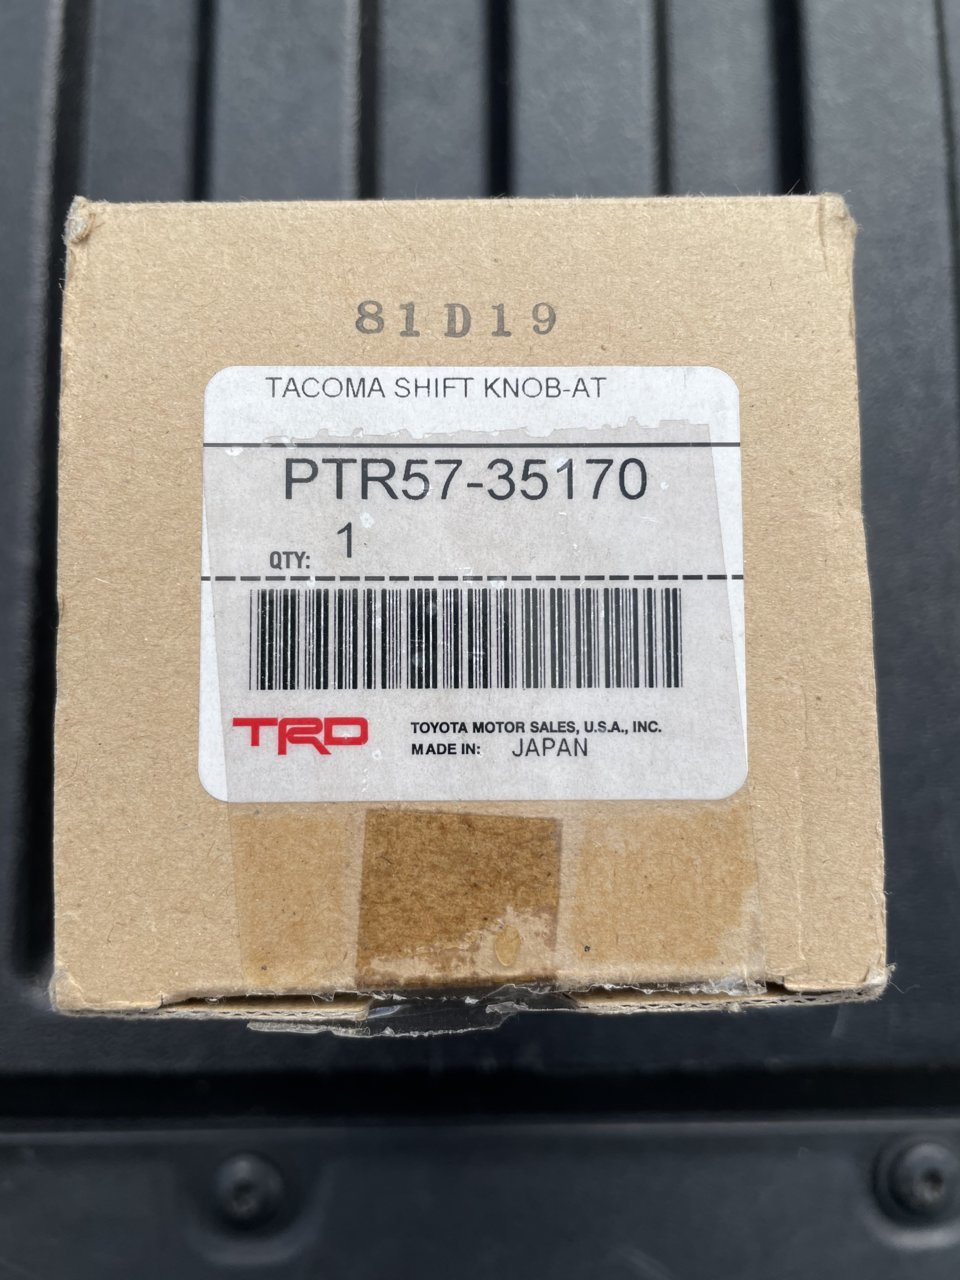 81D19
TACOMA SHIFT KNOB-AT
PTR57-35170
QTY: 1
TRD
TOYOTA MOTOR SALES, U.S.A., INC.
MADE IN: JAPAN